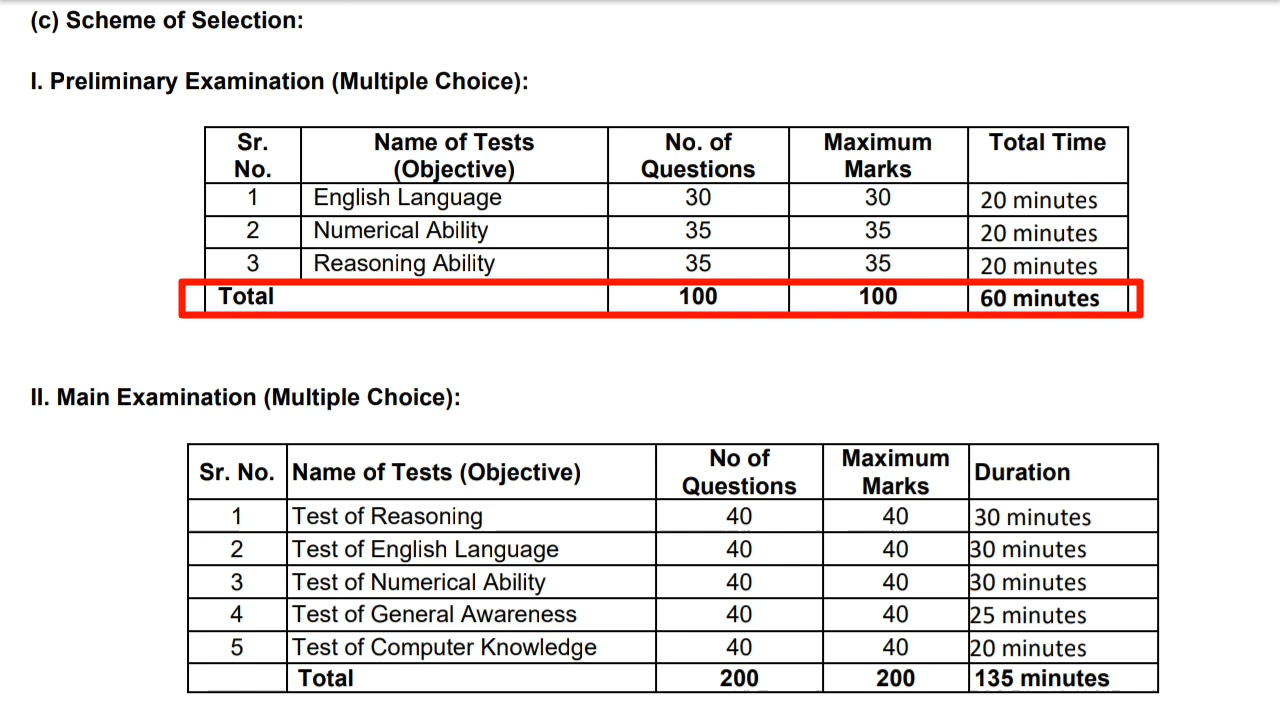 (c) Scheme of Selection:
I. Preliminary Examination (Multiple Choice):
Sr. No. Name of Tests (Objective) No. of Questions Maximum Marks Total Time
1 English Language 30 30 20 minutes
2 Numerical Ability 35 35 20 minutes
3 Reasoning Ability 35 35 20 minutes
Total 100 100 60 minutes
II. Main Examination (Multiple Choice):
Sr. No. Name of Tests (Objective) No of Questions Maximum Marks Duration
1 Test of Reasoning 40 40 30 minutes
2 Test of English Language 40 40 30 minutes
3 Test of Numerical Ability 40 40 30 minutes
4 Test of General Awareness 40 40 25 minutes
5 Test of Computer Knowledge 40 40 20 minutes
Total 200 200 135 minutes